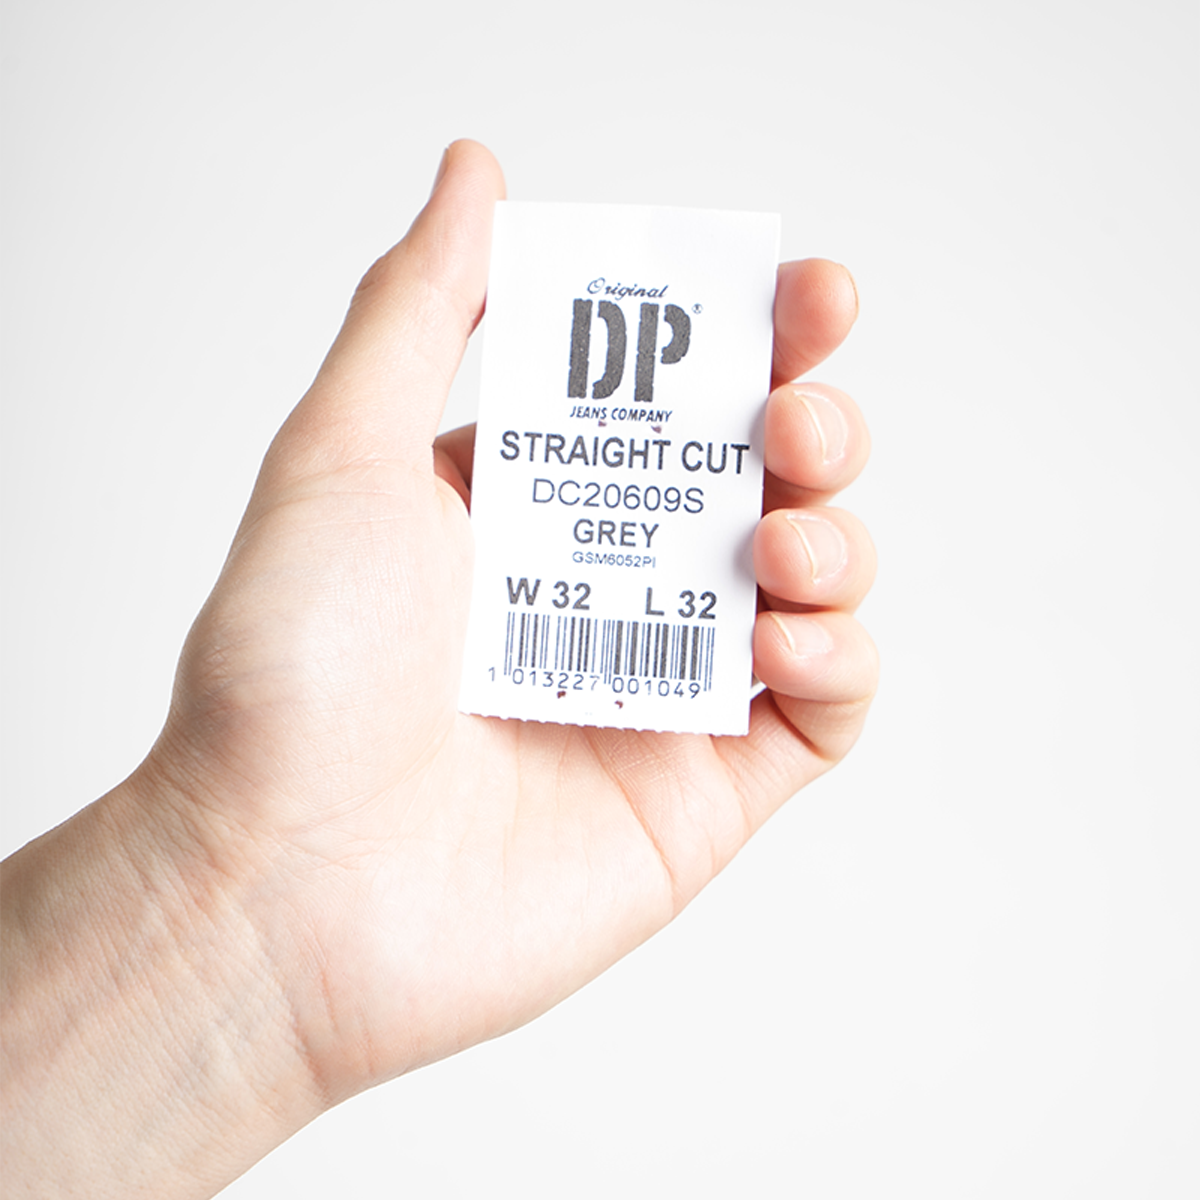 Original
DP®
JEANS COMPANY
STRAIGHT CUT
DC20609S
GREY
GSM6052PI
W 32 L 32
1 013227 001049